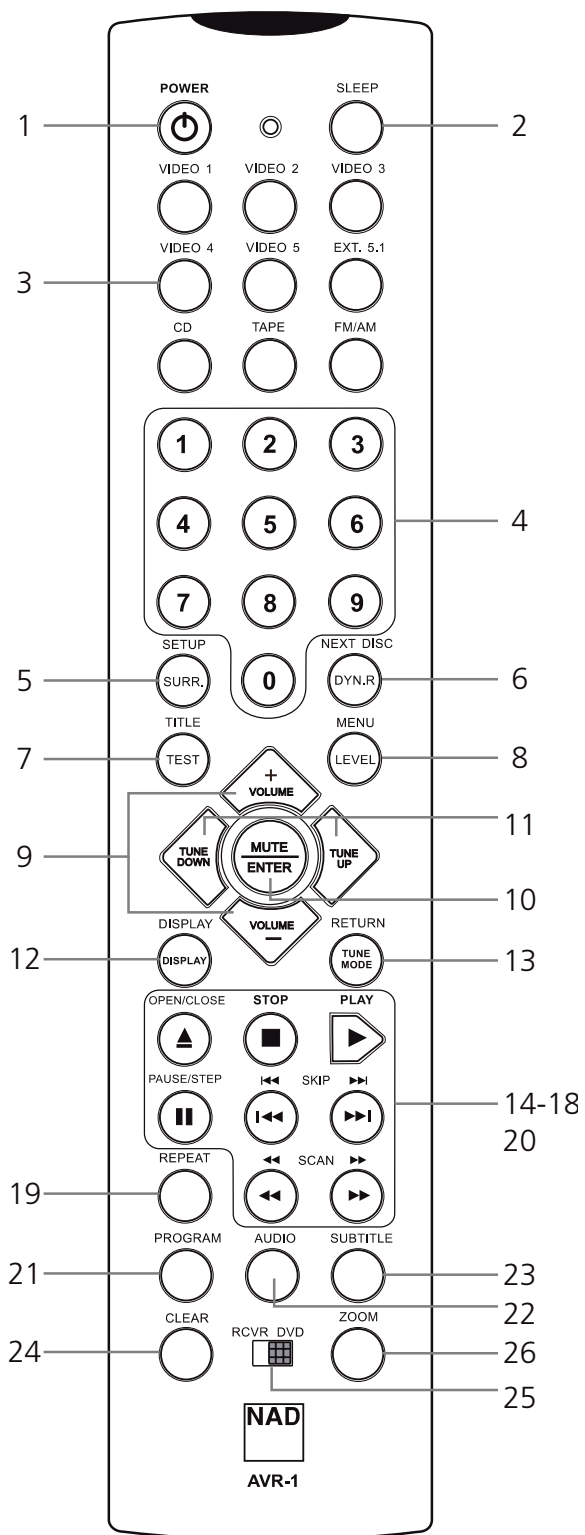 POWER SLEEP
1 2
VIDEO 1 VIDEO 2 VIDEO 3
VIDEO 4 VIDEO 5 EXT. 5.1
3
CD TAPE FM/AM
1 2 3
4 5 6 4
7 8 9
SETUP NEXT DISC
5 SURR. 0 DYN.R 6
TITLE MENU
7 TEST LEVEL 8
+
VOLUME
11
9 TUNE DOWN MUTE TUNE UP
ENTER
10
DISPLAY VOLUME RETURN
–
12 DISPLAY TUNE MODE 13
OPEN/CLOSE STOP PLAY
PAUSE/STEP SKIP
14-18
20
REPEAT SCAN
19
PROGRAM AUDIO SUBTITLE
21 23
22
CLEAR ZOOM
RCVR DVD
24 26
25
NAD
AVR-1